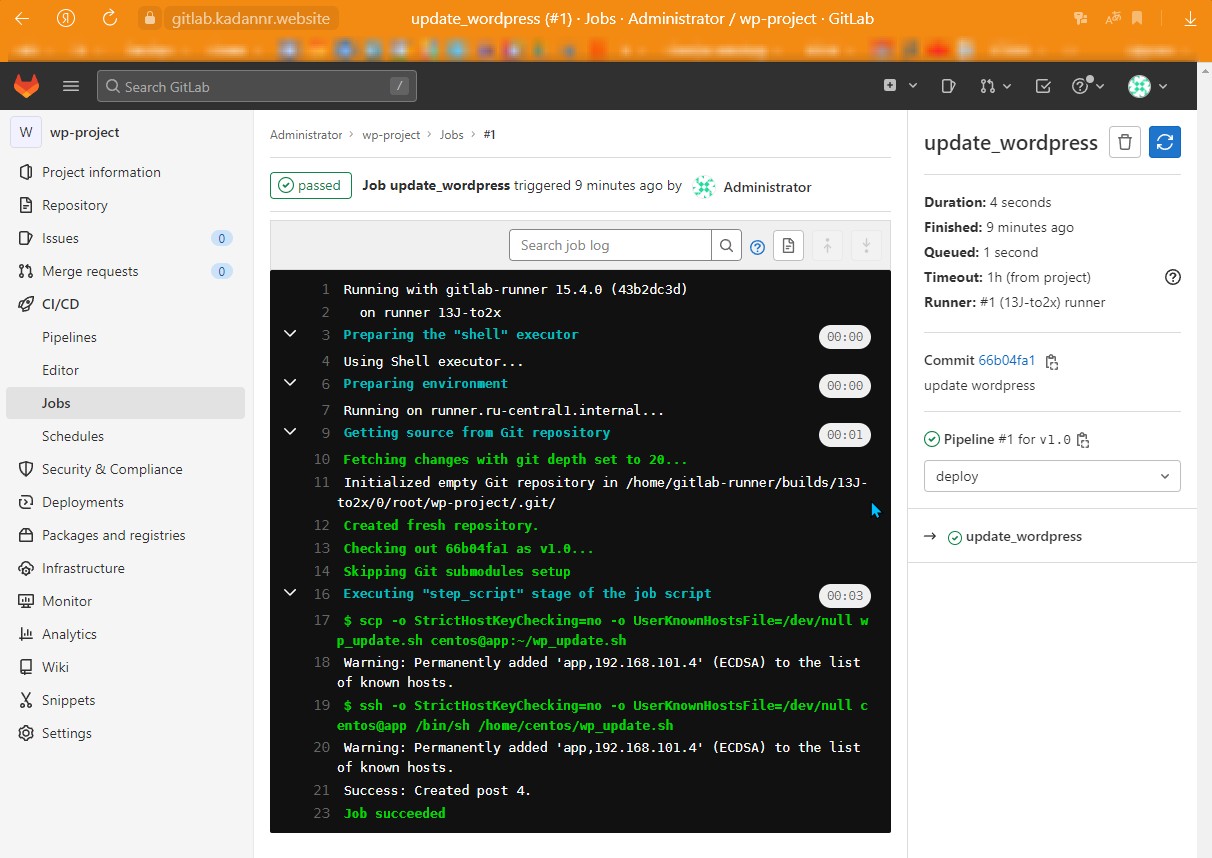 gitlab.kadannr.website
update_wordpress (#1) · Jobs · Administrator / wp-project · GitLab
Search GitLab
/
W wp-project
Project information
Repository
Issues 0
Merge requests 0
CI/CD
Pipelines
Editor
Jobs
Schedules
Security & Compliance
Deployments
Packages and registries
Infrastructure
Monitor
Analytics
Wiki
Snippets
Settings
Administrator > wp-project > Jobs > #1
passed Job update_wordpress triggered 9 minutes ago by Administrator
Search job log
1 Running with gitlab-runner 15.4.0 (43b2dc3d)
2 on runner 13J-to2x
3 Preparing the "shell" executor 00:00
4 Using Shell executor...
6 Preparing environment 00:00
7 Running on runner.ru-central1.internal...
9 Getting source from Git repository 00:01
10 Fetching changes with git depth set to 20...
11 Initialized empty Git repository in /home/gitlab-runner/builds/13J-
to2x/0/root/wp-project/.git/
12 Created fresh repository.
13 Checking out 66b04fa1 as v1.0...
14 Skipping Git submodules setup
16 Executing "step_script" stage of the job script 00:03
17 $ scp -o StrictHostKeyChecking=no -o UserKnownHostsFile=/dev/null w
p_update.sh centos@app:~/wp_update.sh
18 Warning: Permanently added 'app,192.168.101.4' (ECDSA) to the list
of known hosts.
19 $ ssh -o StrictHostKeyChecking=no -o UserKnownHostsFile=/dev/null c
entos@app /bin/sh /home/centos/wp_update.sh
20 Warning: Permanently added 'app,192.168.101.4' (ECDSA) to the list
of known hosts.
21 Success: Created post 4.
23 Job succeeded
update_wordpress
Duration: 4 seconds
Finished: 9 minutes ago
Queued: 1 second
Timeout: 1h (from project)
Runner: #1 (13J-to2x) runner
Commit 66b04fa1
update wordpress
Pipeline #1 for v1.0
deploy
→ update_wordpress